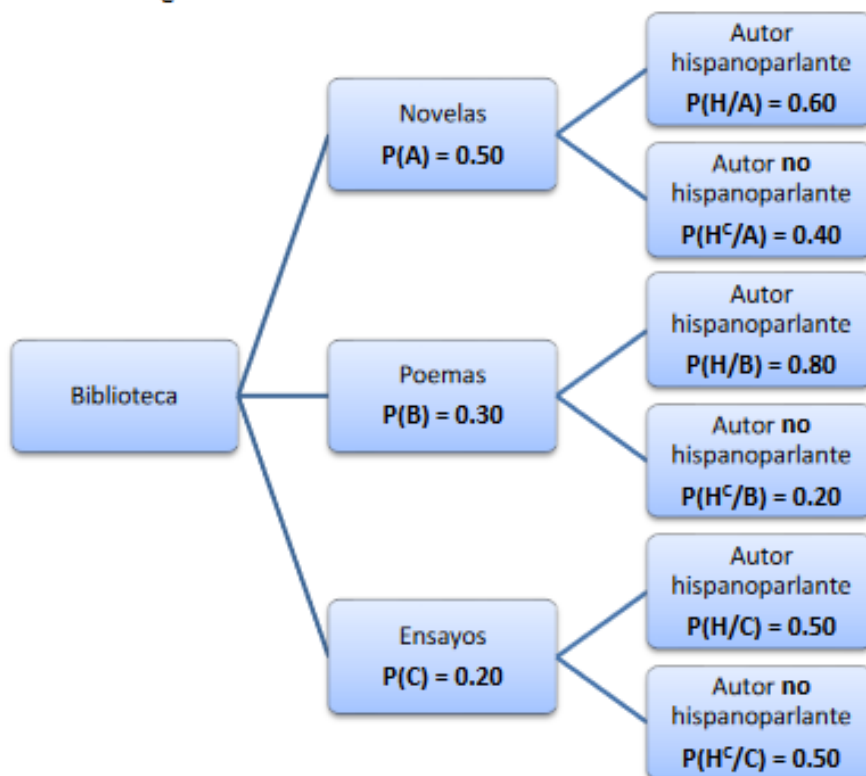 Autor
hispanoparlante
P(H/A) = 0.60
Novelas
P(A) = 0.50
Autor no
hispanoparlante
P(Hᶜ/A) = 0.40
Autor
hispanoparlante
P(H/B) = 0.80
Biblioteca
Poemas
P(B) = 0.30
Autor no
hispanoparlante
P(Hᶜ/B) = 0.20
Autor
hispanoparlante
P(H/C) = 0.50
Ensayos
P(C) = 0.20
Autor no
hispanoparlante
P(Hᶜ/C) = 0.50